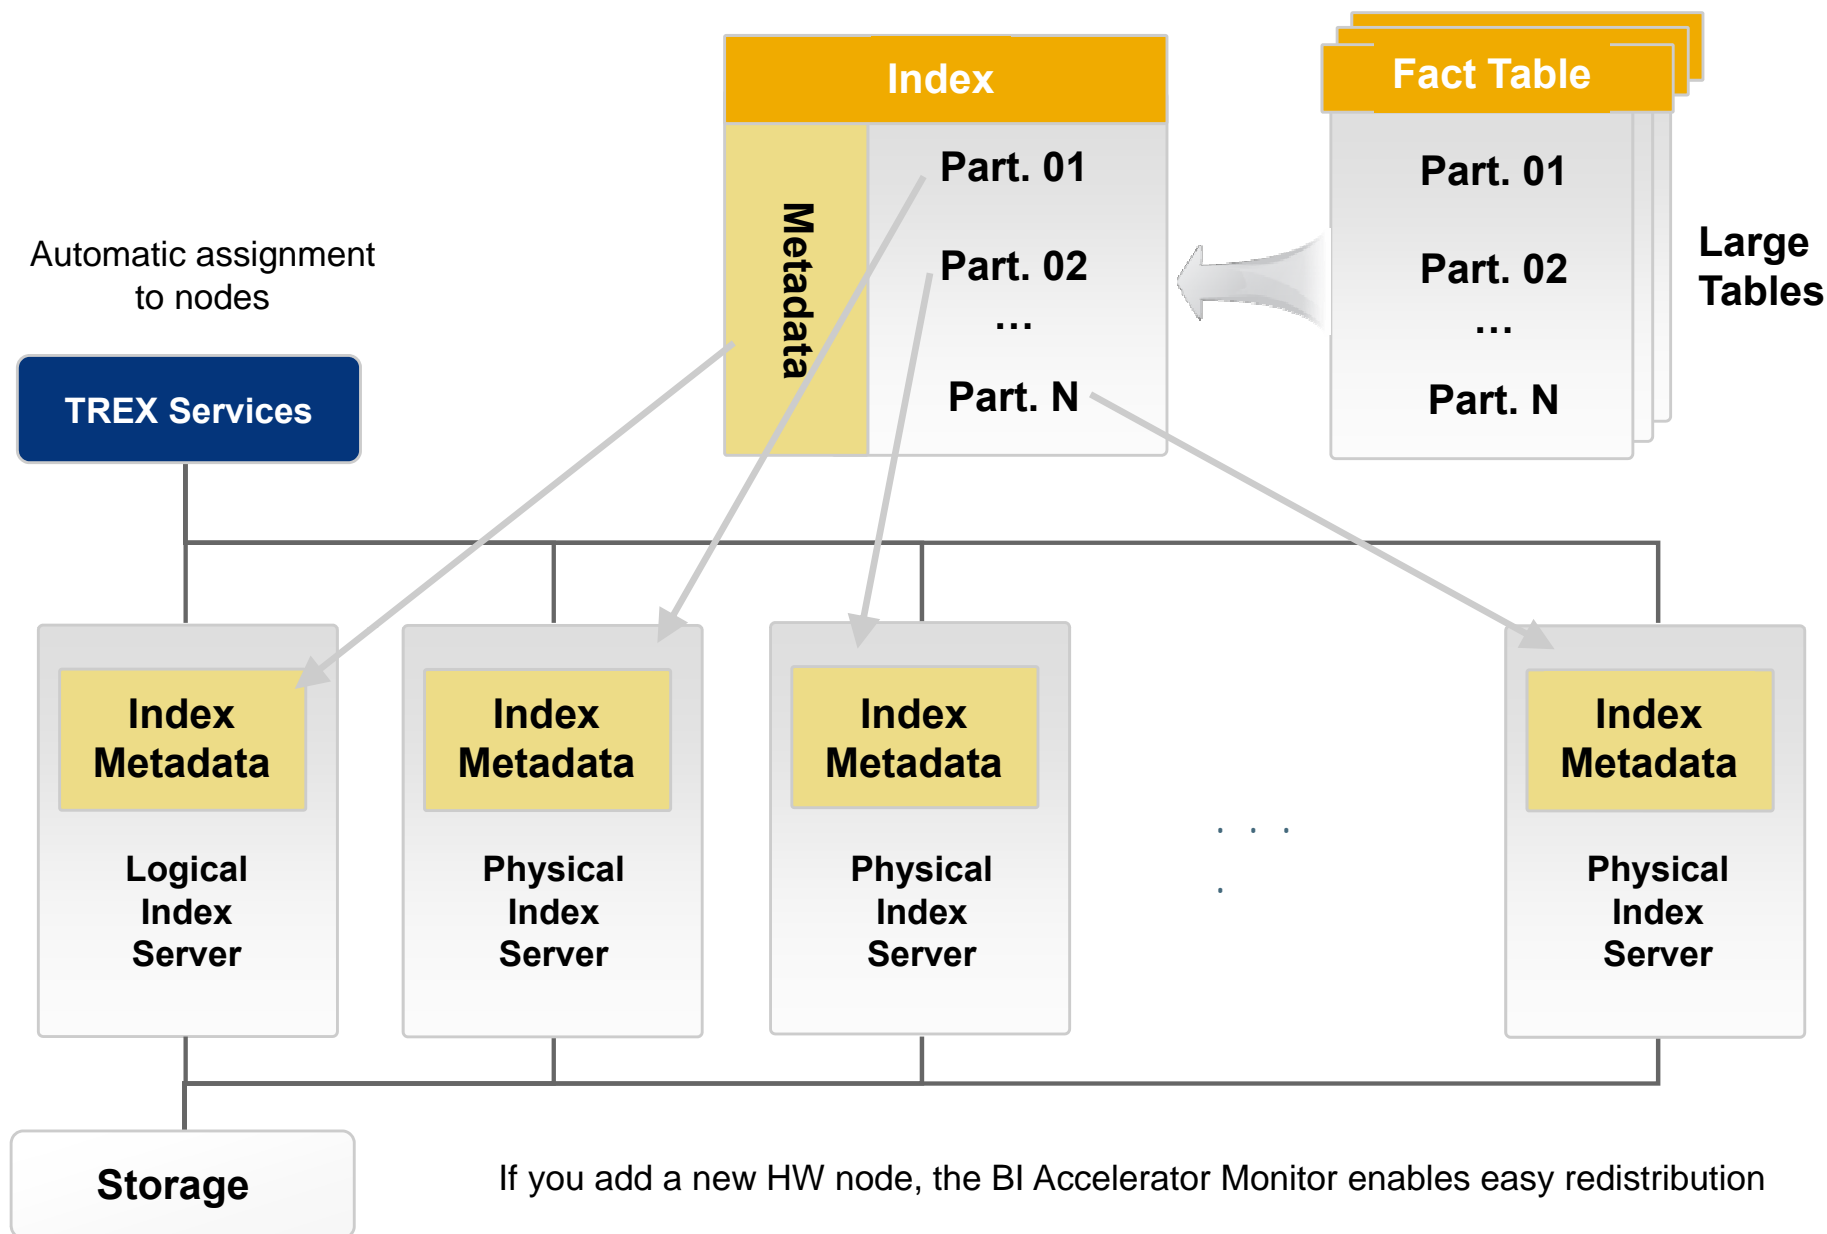 Index
Fact Table
Metadata
Part. 01
Part. 02
…
Part. N
Part. 01
Part. 02
…
Part. N
Large
Tables
Automatic assignment
to nodes
TREX Services
Index
Metadata
Logical
Index
Server
Index
Metadata
Physical
Index
Server
Index
Metadata
Physical
Index
Server
. . .
.
Index
Metadata
Physical
Index
Server
Storage
If you add a new HW node, the BI Accelerator Monitor enables easy redistribution